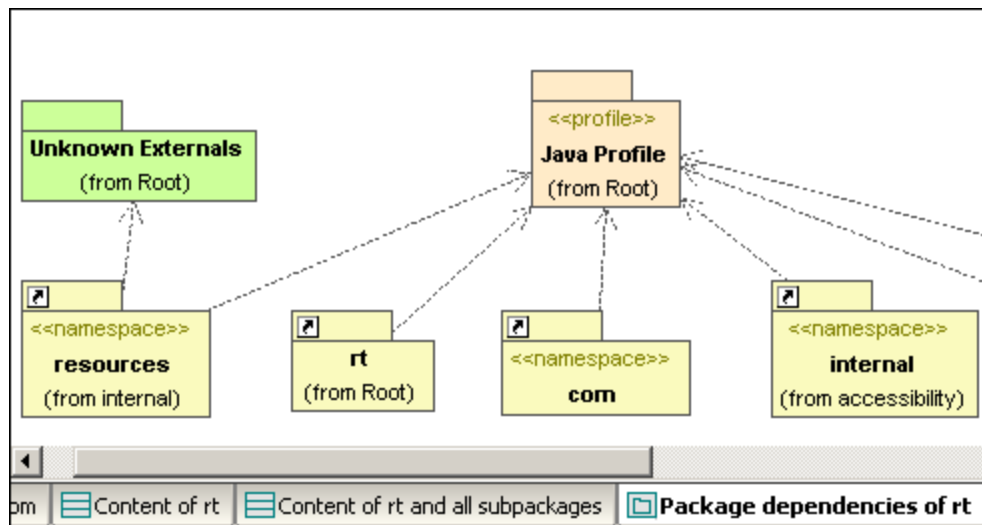 <<profile>>
Java Profile
(from Root)
Unknown Externals
(from Root)
<<namespace>>
resources
(from internal)
rt
(from Root)
<<namespace>>
com
<<namespace>>
internal
(from accessibility)
om
Content of rt
Content of rt and all subpackages
Package dependencies of rt